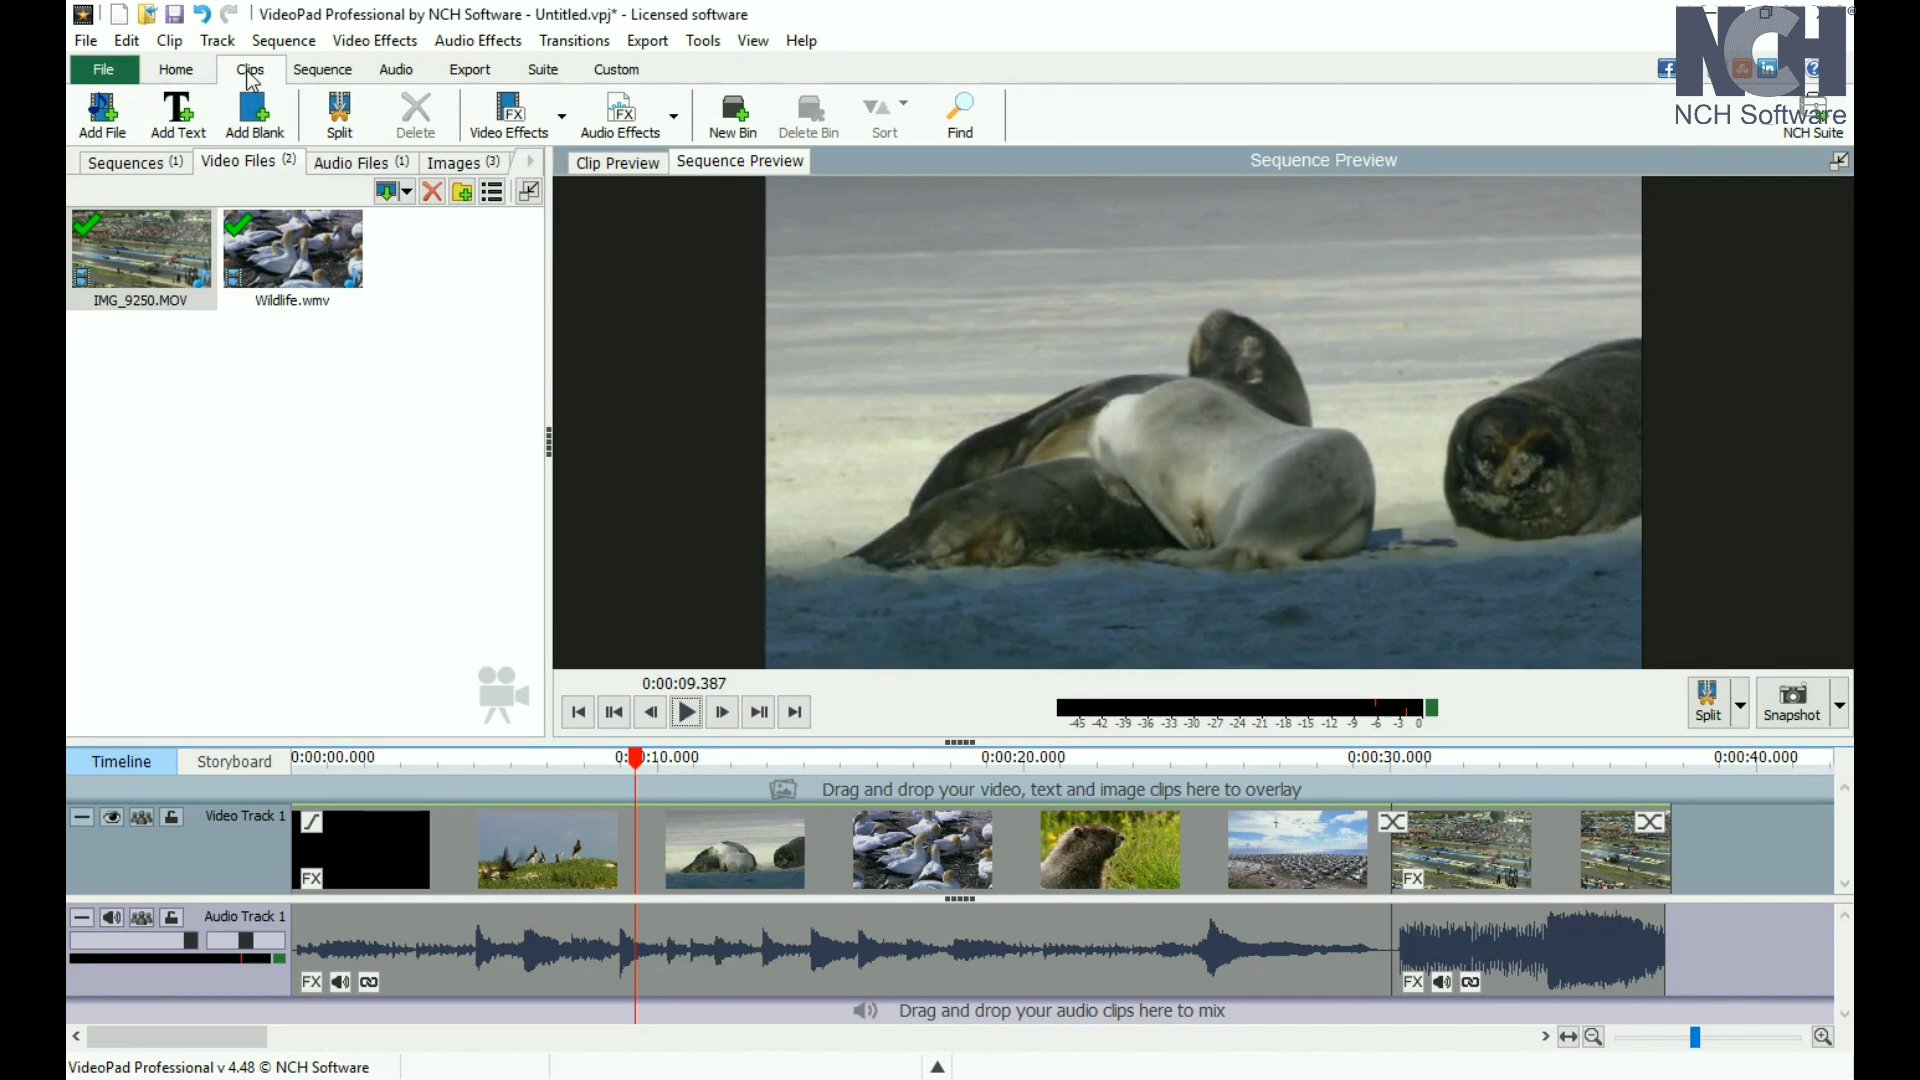 VideoPad Professional by NCH Software - Untitled.vpj* - Licensed software
File Edit Clip Track Sequence Video Effects Audio Effects Transitions Export Tools View Help
File Home Clips Sequence Audio Export Suite Custom
NCH
NCH Software
Add File Add Text Add Blank Split Delete Video Effects Audio Effects New Bin Delete Bin Sort Find NCH Suite
Sequences (1) Video Files (2) Audio Files (1) Images (3)
Clip Preview Sequence Preview Sequence Preview
IMG_9250.MOV Wildlife.wmv
0:00:09.387
-45 -42 -39 -36 -33 -30 -27 -24 -21 -18 -15 -12 -9 -6 -3 0
Split Snapshot
Timeline Storyboard 0:00:00.000 0:00:10.000 0:00:20.000 0:00:30.000 0:00:40.000
Drag and drop your video, text and image clips here to overlay
Video Track 1
FX FX
Audio Track 1
FX FX
Drag and drop your audio clips here to mix
VideoPad Professional v 4.48 © NCH Software